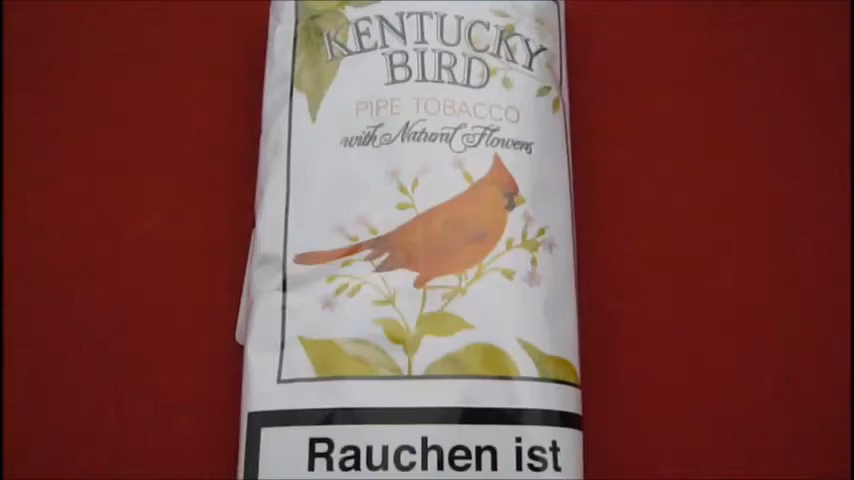 KENTUCKY
BIRD
PIPE TOBACCO
with Natural Flowers
Rauchen ist